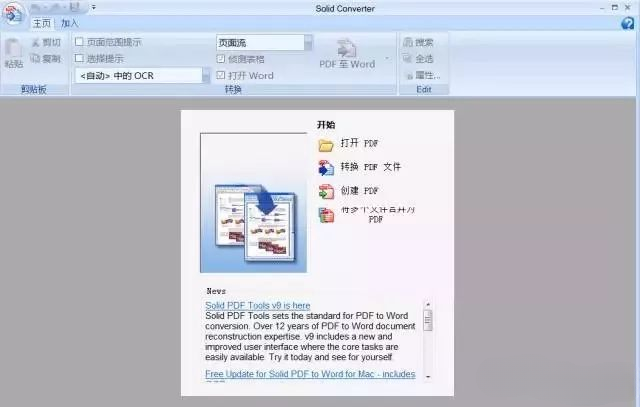 Solid Converter
主页 加入
粘贴
剪切
复制
剪贴板
页面范围提示
选择提示
<自动> 中的 OCR
页面流
侦测表格
打开 Word
PDF 至 Word
转换
搜索
全选
属性...
Edit
开始
打开 PDF
转换 PDF 文件
创建 PDF
将多个文件合并为
PDF
News
Solid PDF Tools v9 is here
Solid PDF Tools sets the standard for PDF to Word
conversion. Over 12 years of PDF to Word document
reconstruction expertise. v9 includes a new and
improved user interface where the core tasks are
easily available. Try it today and see for yourself.
Free Update for Solid PDF to Word for Mac - includes